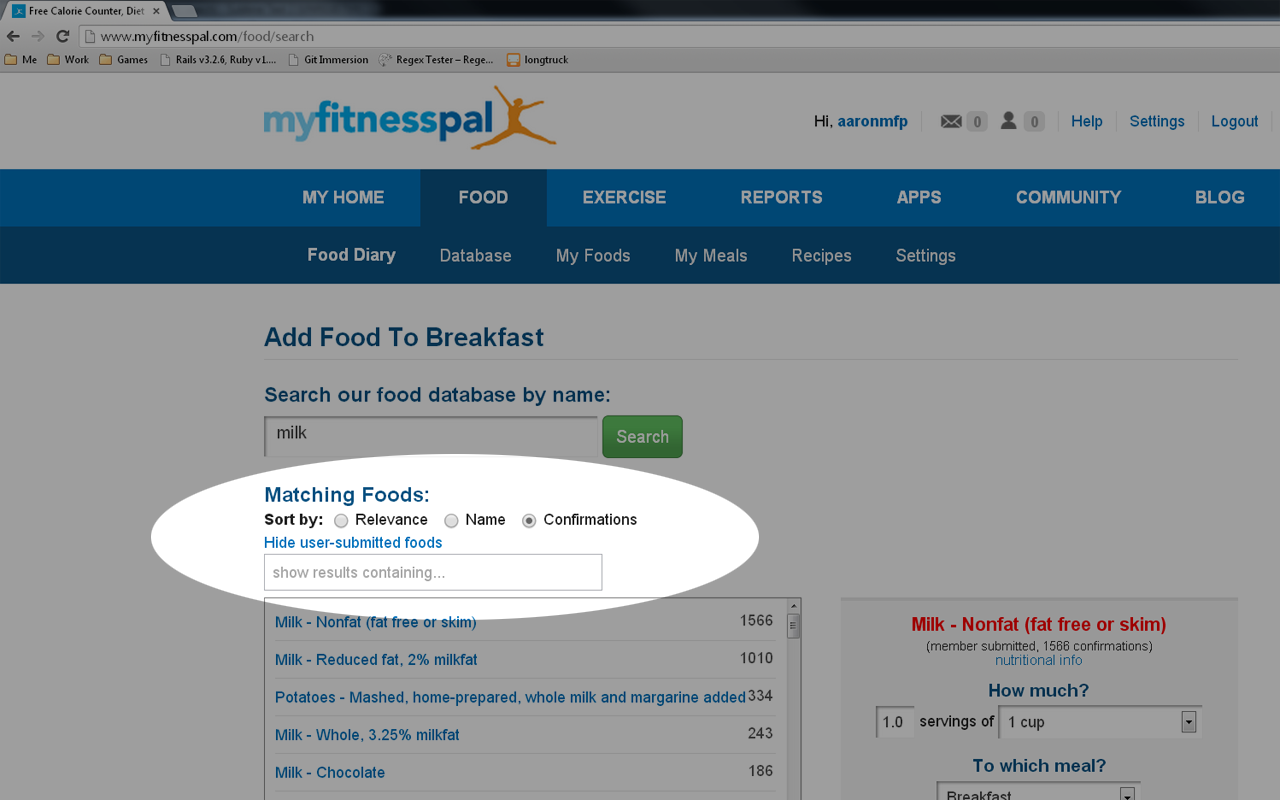 Free Calorie Counter, Diet
www.myfitnesspal.com/food/search
Me Work Games Rails v3.2.6, Ruby v1.... Git Immersion Regex Tester – Rege... longtruck
myfitnesspal
Hi, aaronmfp 0 0 Help Settings Logout
MY HOME FOOD EXERCISE REPORTS APPS COMMUNITY BLOG
Food Diary Database My Foods My Meals Recipes Settings
Add Food To Breakfast
Search our food database by name:
milk Search
Matching Foods:
Sort by: Relevance Name Confirmations
Hide user-submitted foods
show results containing...
Milk - Nonfat (fat free or skim) 1566
Milk - Reduced fat, 2% milkfat 1010
Potatoes - Mashed, home-prepared, whole milk and margarine added 334
Milk - Whole, 3.25% milkfat 243
Milk - Chocolate 186
Milk - Nonfat (fat free or skim)
(member submitted, 1566 confirmations)
nutritional info
How much?
1.0 servings of 1 cup
To which meal?
Breakfast